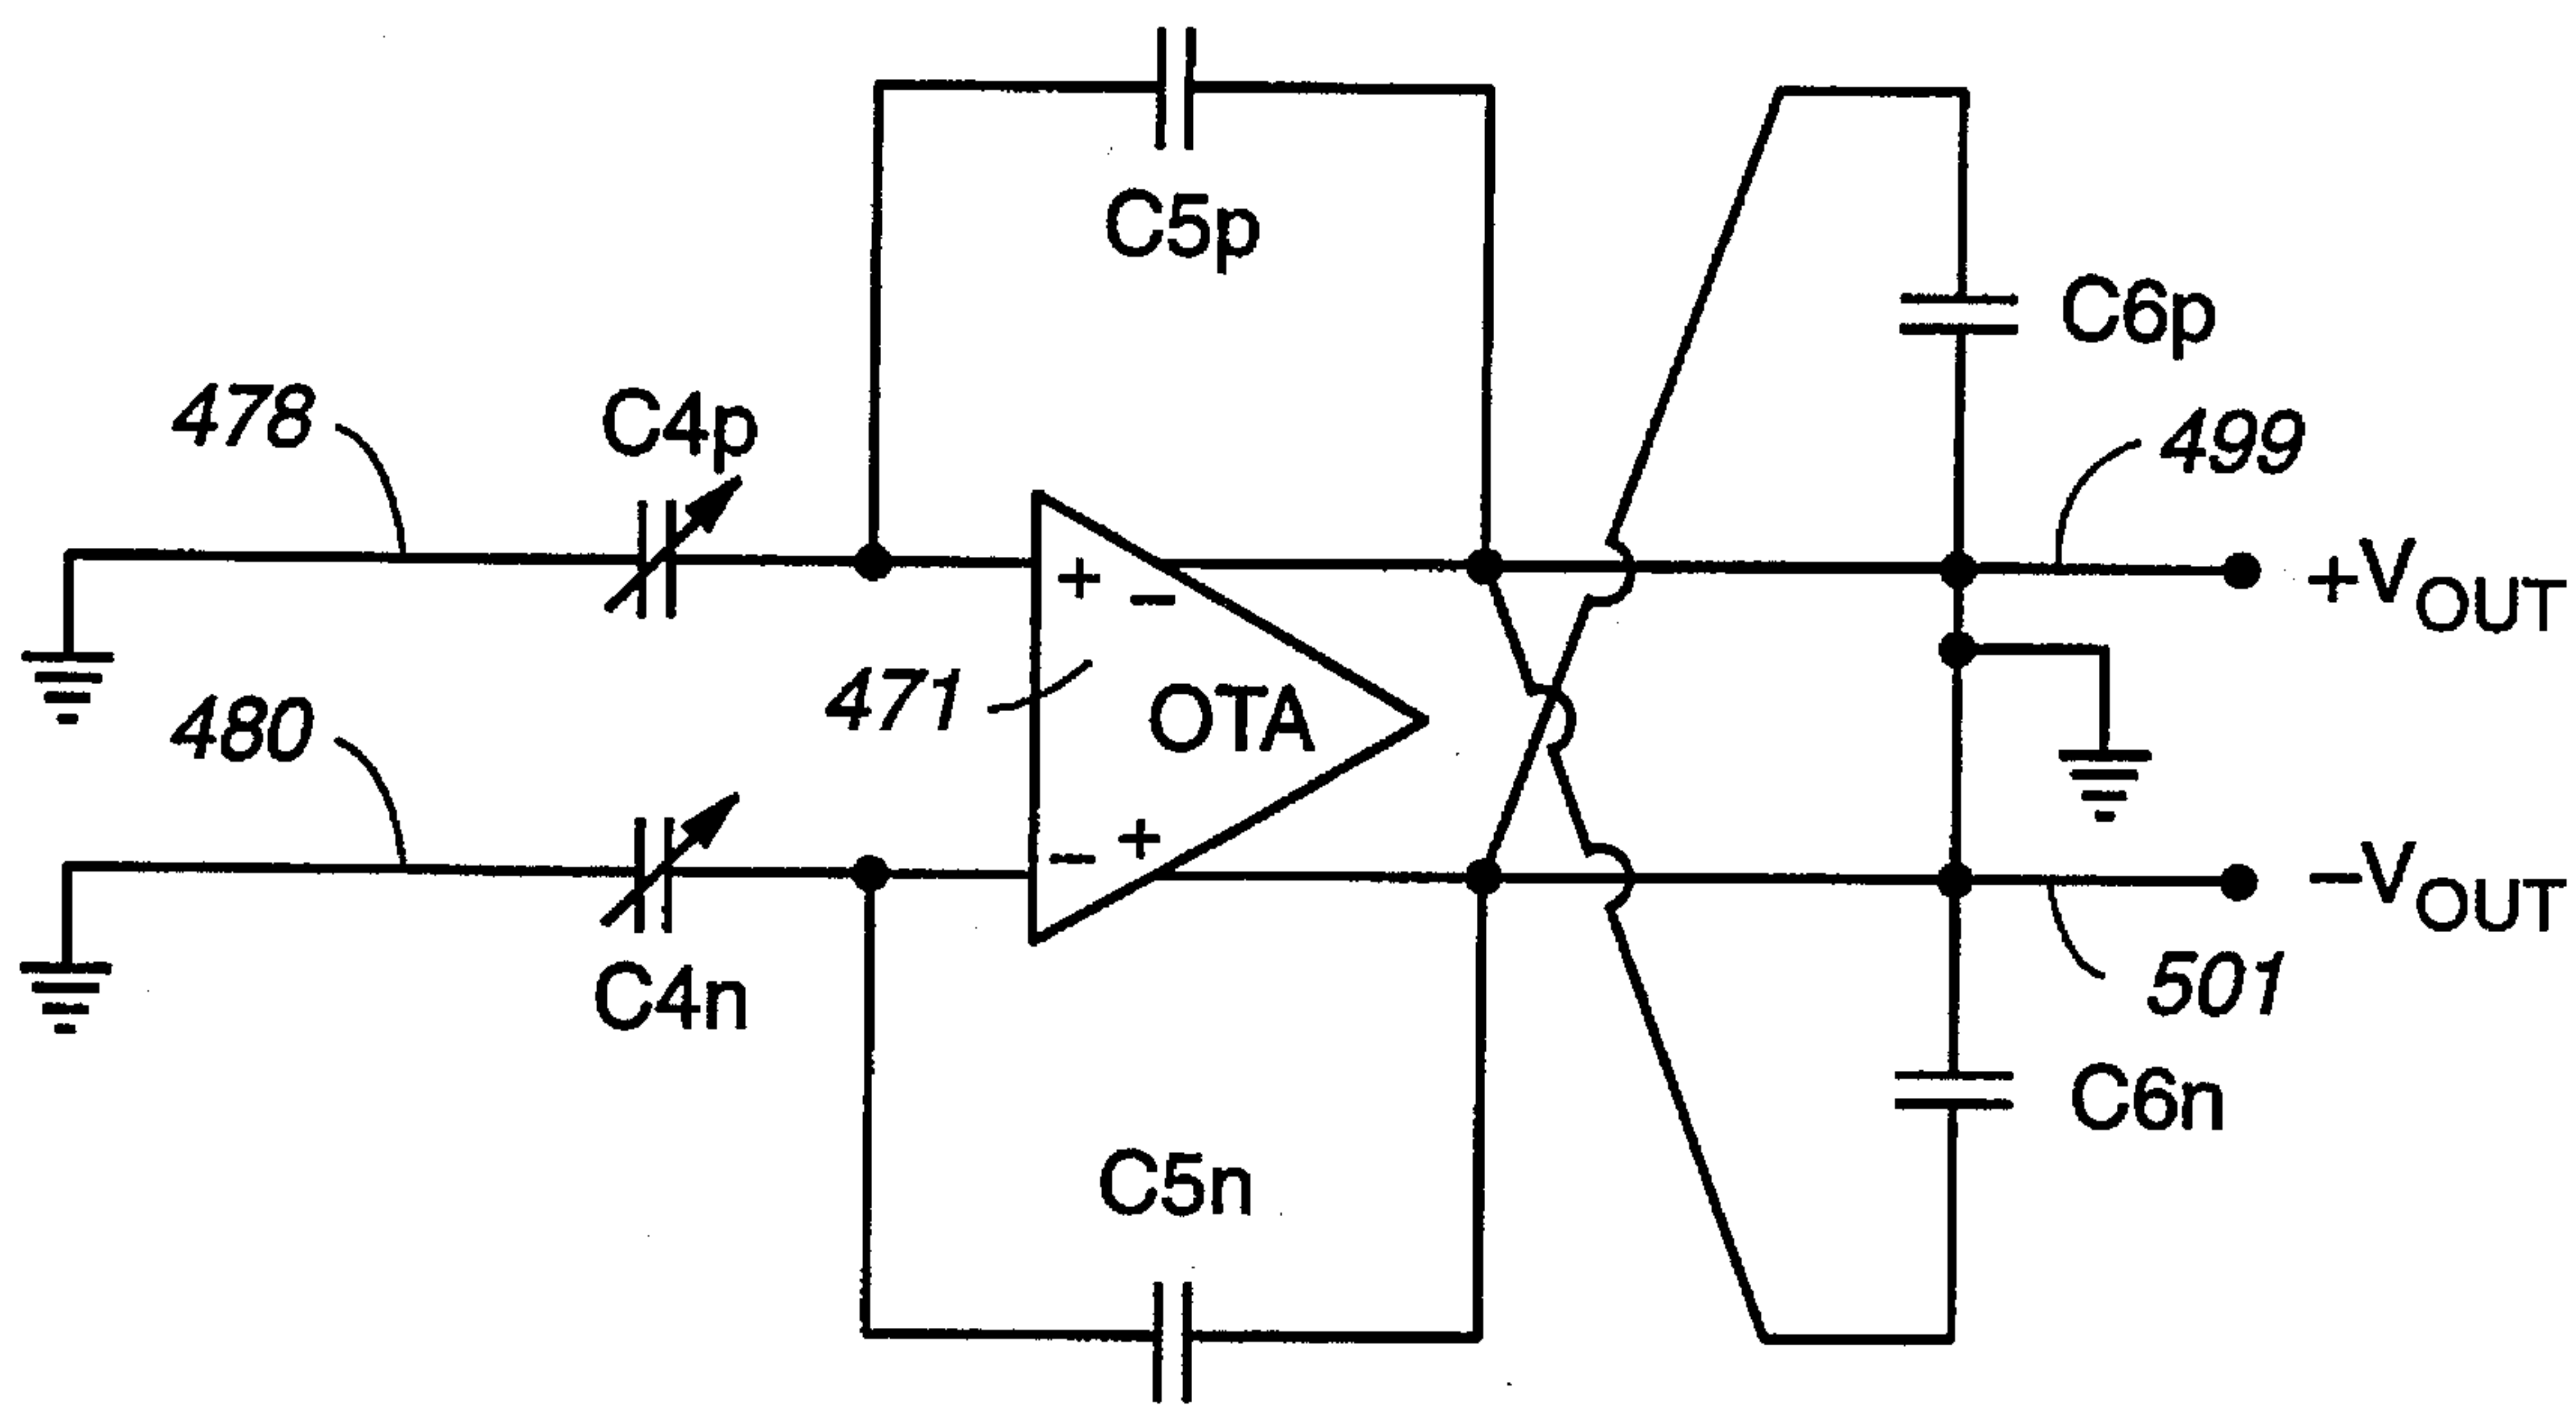 C5p
C6p
478
C4p
499
+ −
+VOUT
471
OTA
480
− +
−VOUT
C4n
501
C6n
C5n